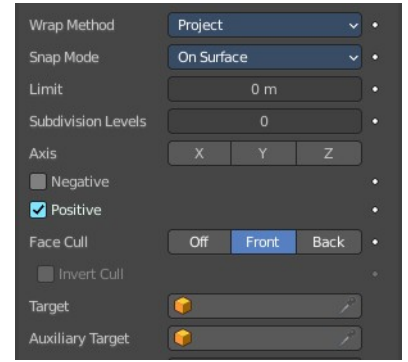 Wrap Method Project
Snap Mode On Surface
Limit 0 m
Subdivision Levels 0
Axis X Y Z
Negative
Positive
Face Cull Off Front Back
Invert Cull
Target
Auxiliary Target